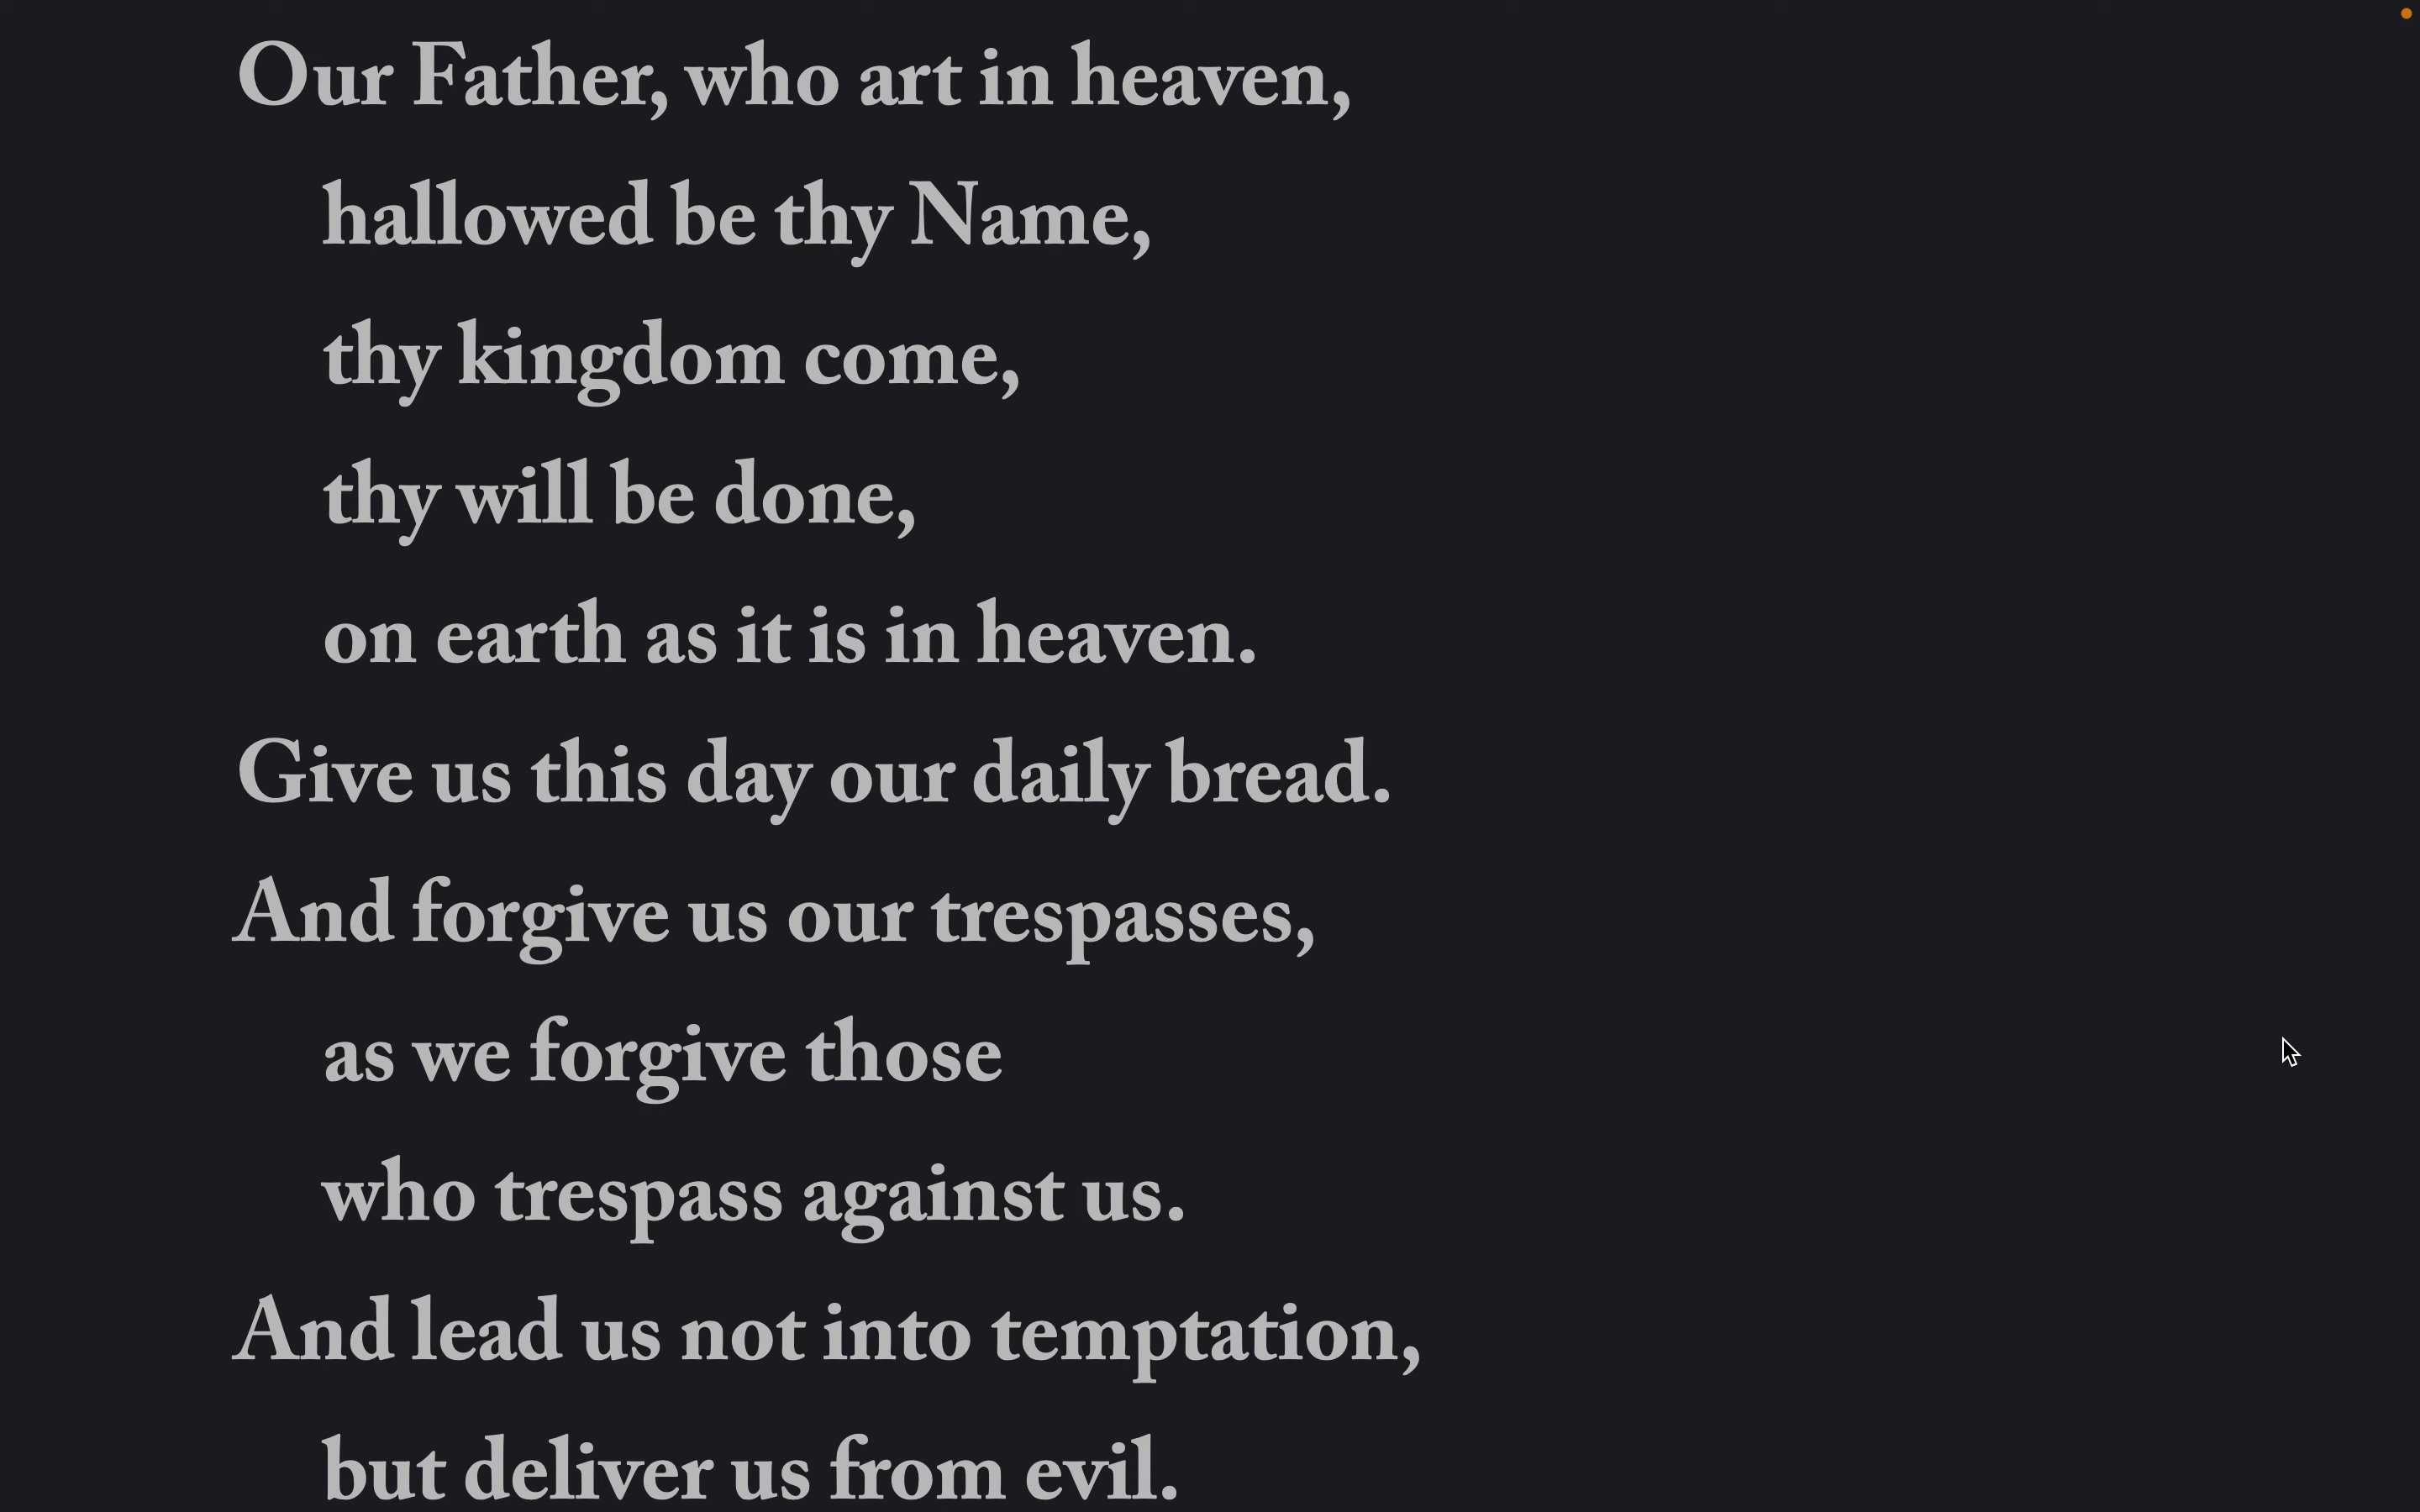 Our Father, who art in heaven,
hallowed be thy Name,
thy kingdom come,
thy will be done,
on earth as it is in heaven.
Give us this day our daily bread.
And forgive us our trespasses,
as we forgive those
who trespass against us.
And lead us not into temptation,
but deliver us from evil.